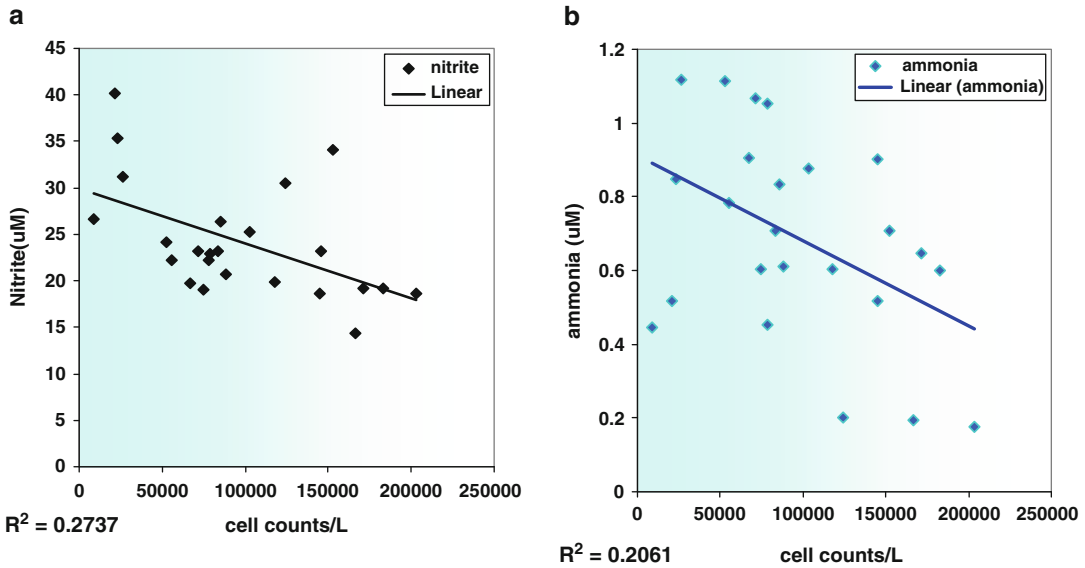 a
45
40
35
30
25
20
15
10
5
0
Nitrite(uM)
nitrite
Linear
0 50000 100000 150000 200000 250000
R² = 0.2737 cell counts/L
b
1.2
1
0.8
0.6
0.4
0.2
0
ammonia (uM)
ammonia
Linear (ammonia)
0 50000 100000 150000 200000 250000
R² = 0.2061 cell counts/L